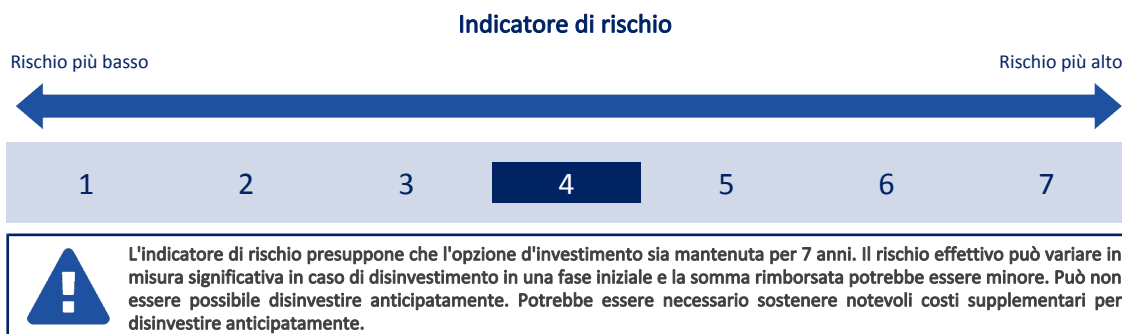 Indicatore di rischio
Rischio più basso Rischio più alto
1 2 3 4 5 6 7
L'indicatore di rischio presuppone che l'opzione d'investimento sia mantenuta per 7 anni. Il rischio effettivo può variare in
misura significativa in caso di disinvestimento in una fase iniziale e la somma rimborsata potrebbe essere minore. Può non
essere possibile disinvestire anticipatamente. Potrebbe essere necessario sostenere notevoli costi supplementari per
disinvestire anticipatamente.